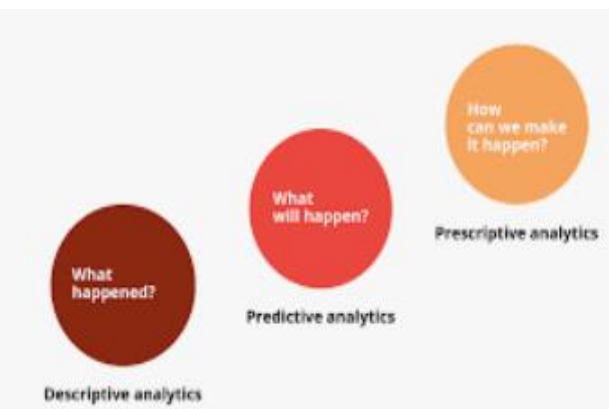 What
happened?
Descriptive analytics
What
will happen?
Predictive analytics
How
can we make
it happen?
Prescriptive analytics